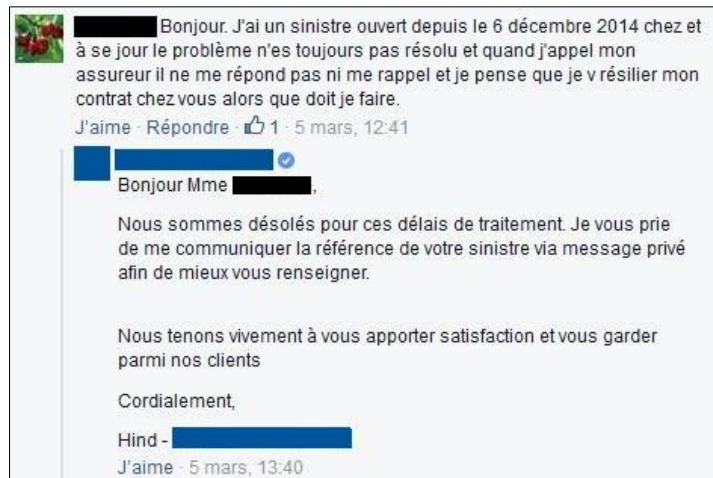 Bonjour. J'ai un sinistre ouvert depuis le 6 décembre 2014 chez et
à se jour le problème n'es toujours pas résolu et quand j'appel mon
assureur il ne me répond pas ni me rappel et je pense que je v résilier mon
contrat chez vous alors que doit je faire.
J'aime · Répondre · 1 · 5 mars, 12:41
Bonjour Mme ,
Nous sommes désolés pour ces délais de traitement. Je vous prie
de me communiquer la référence de votre sinistre via message privé
afin de mieux vous renseigner.
Nous tenons vivement à vous apporter satisfaction et vous garder
parmi nos clients
Cordialement,
Hind -
J'aime · 5 mars, 13:40